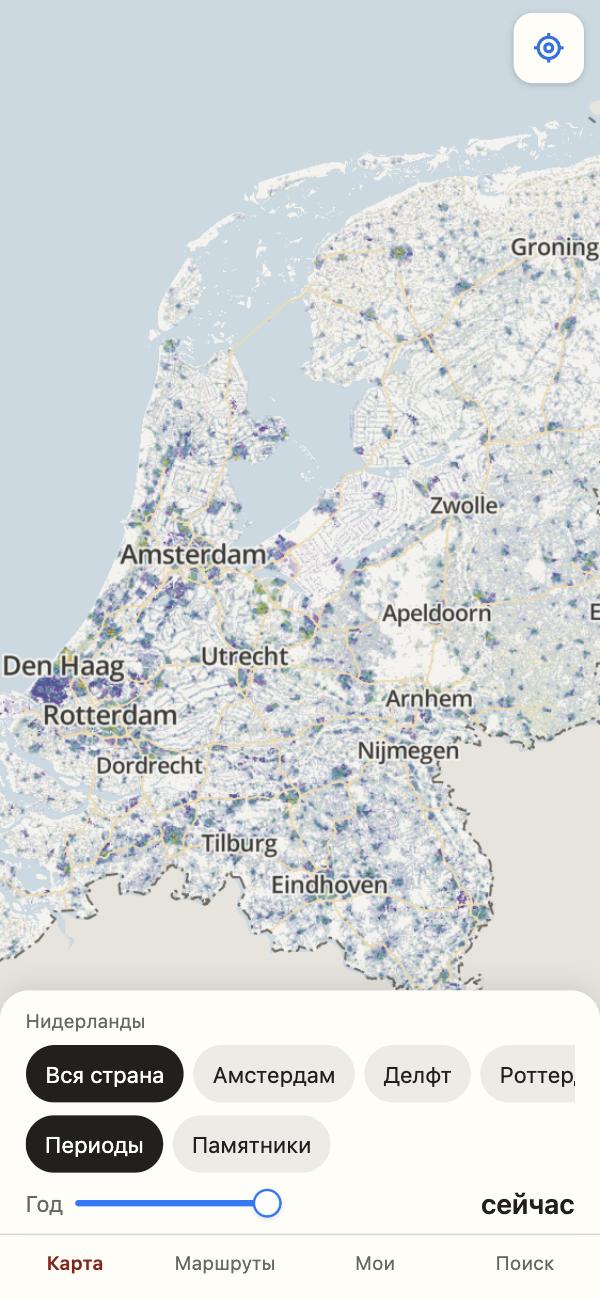 Groning
Zwolle
Amsterdam
Apeldoorn
E
Den Haag
Utrecht
Arnhem
Rotterdam
Nijmegen
Dordrecht
Tilburg
Eindhoven
Нидерланды
Вся страна Амстердам Делфт Роттер
Периоды Памятники
Год сейчас
Карта Маршруты Мои Поиск